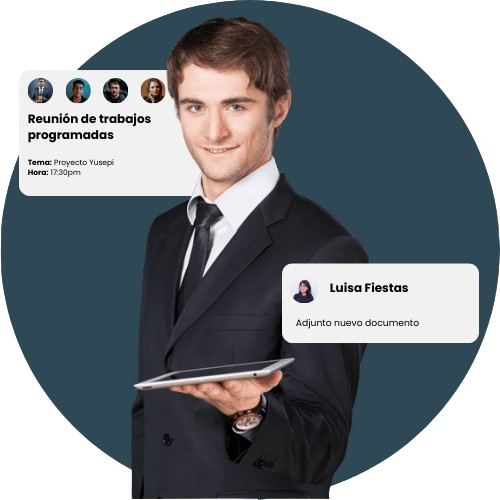 Reunión de trabajos
programadas
Tema: Proyecto Yusepi
Hora: 17:30pm
Luisa Fiestas
Adjunto nuevo documento